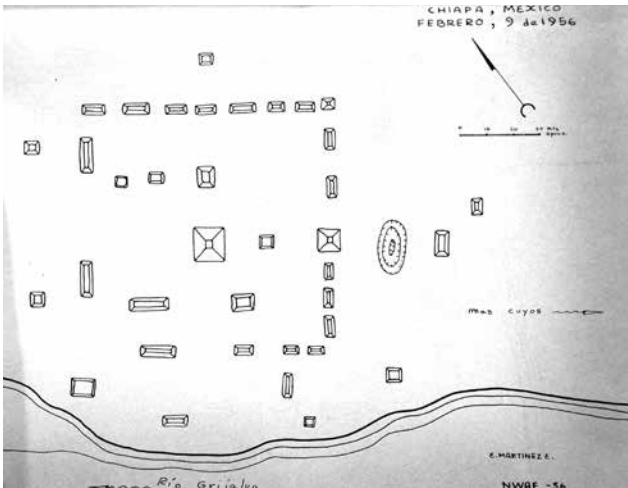 CHIAPA, MEXICO
FEBRERO, 9 de 1956
mas cuyos
E. MARTINEZ E.
Río Grijalva
NWAF - 56